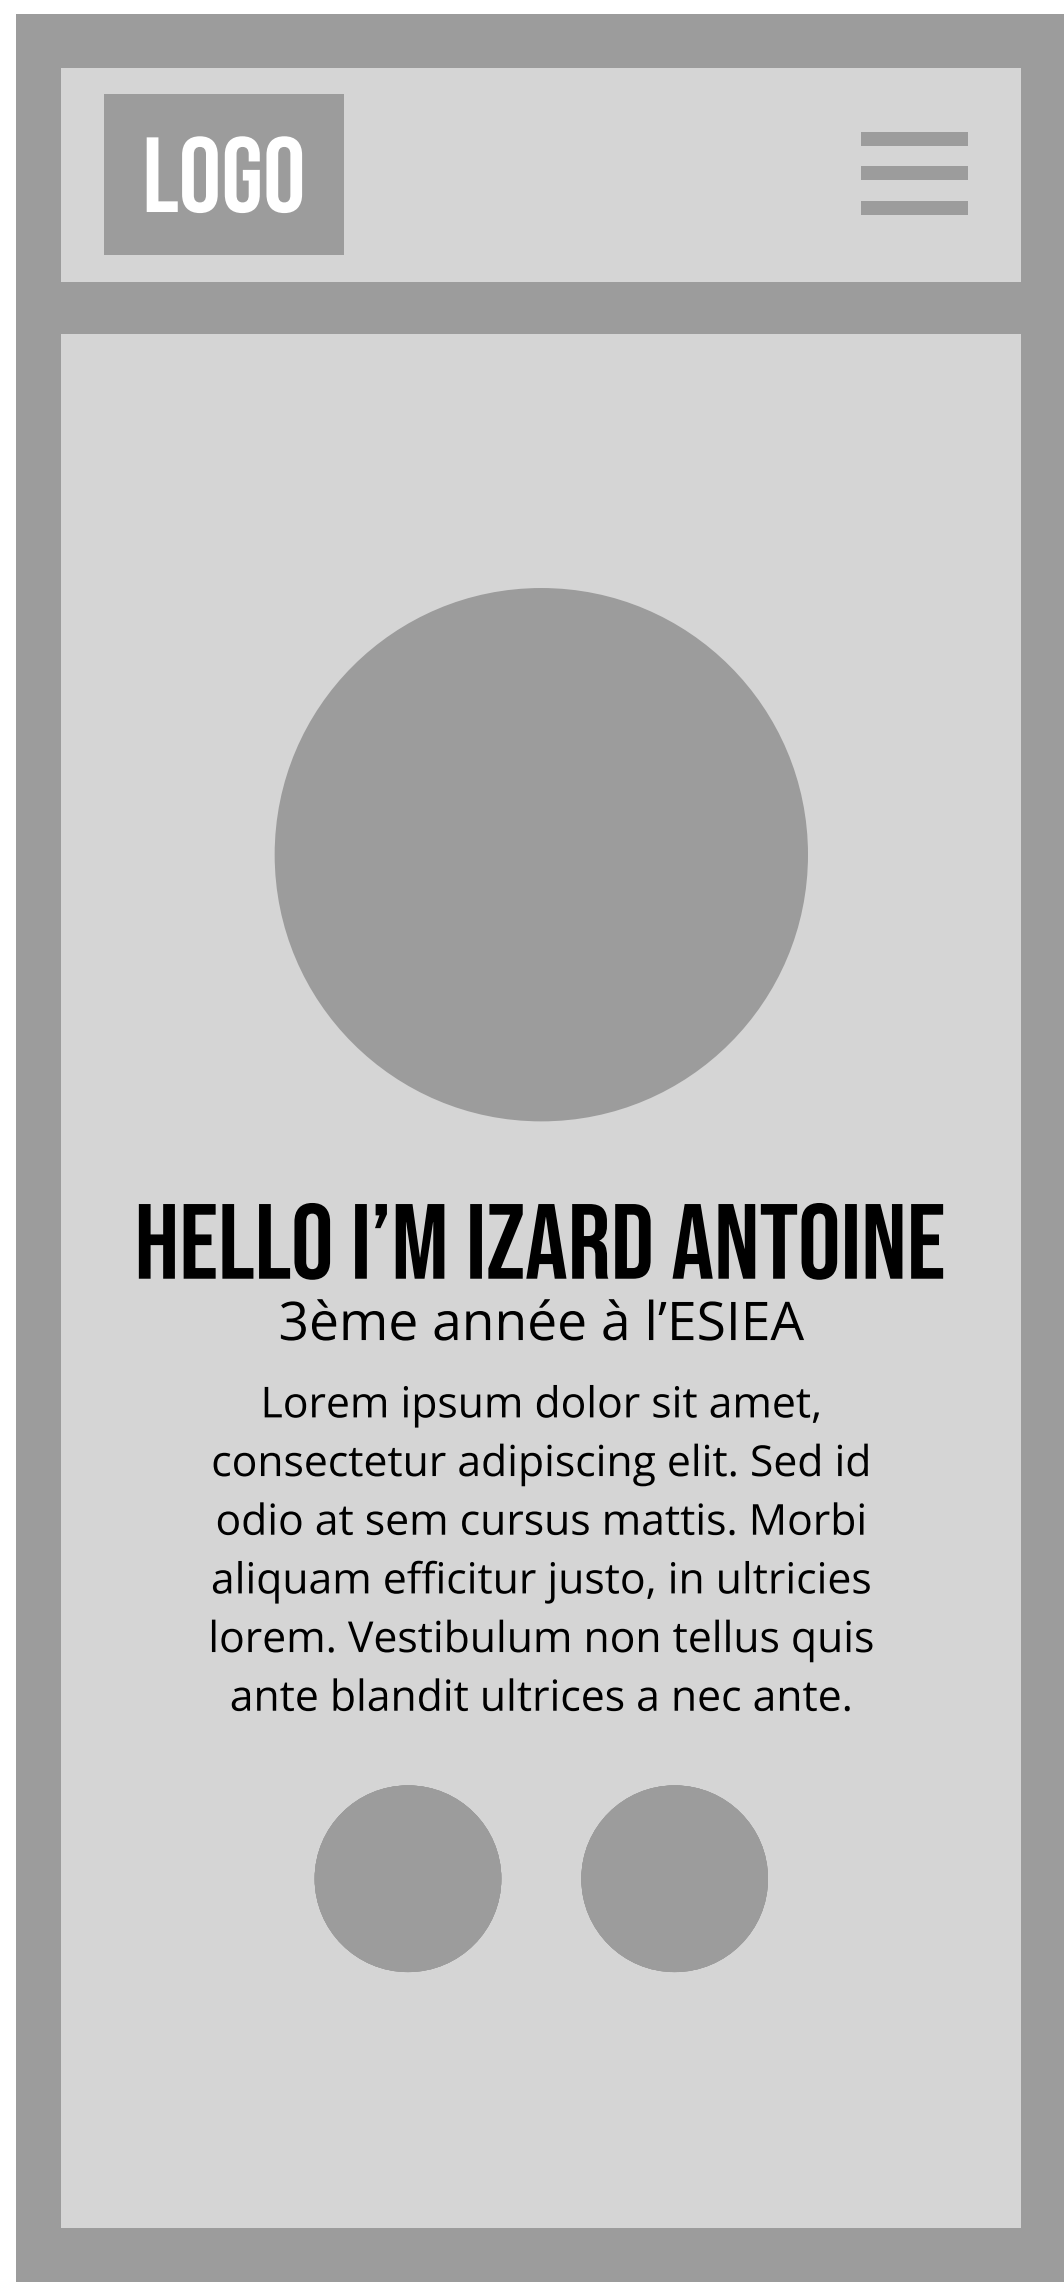 LOGO
HELLO I’M IZARD ANTOINE
3ème année à l’ESIEA
Lorem ipsum dolor sit amet,
consectetur adipiscing elit. Sed id
odio at sem cursus mattis. Morbi
aliquam efficitur justo, in ultricies
lorem. Vestibulum non tellus quis
ante blandit ultrices a nec ante.